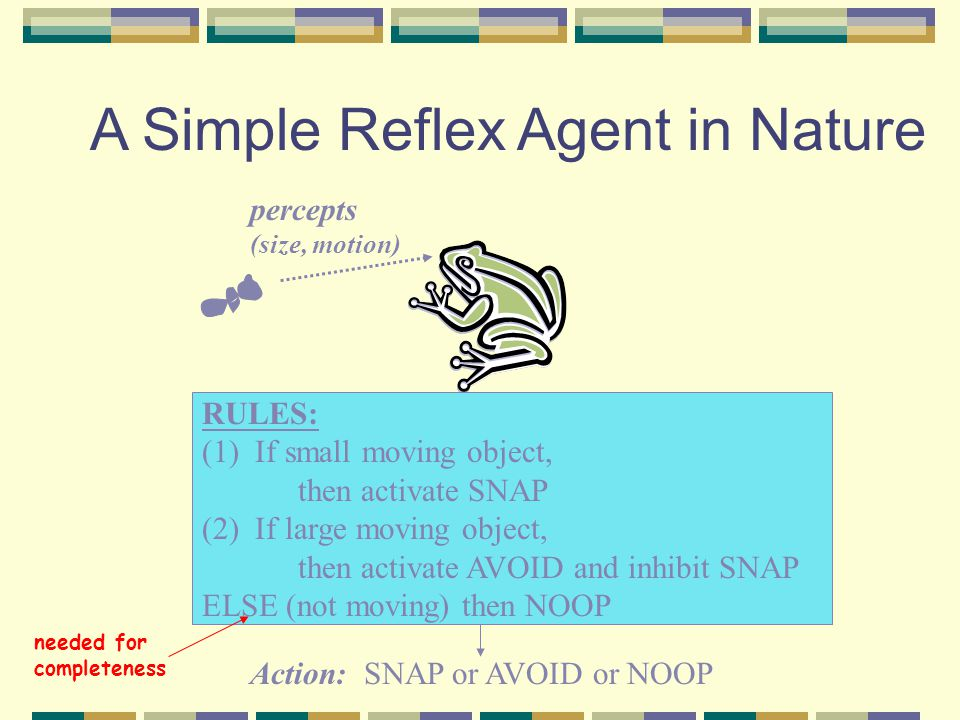 A Simple Reflex Agent in Nature
percepts
(size, motion)
RULES:
(1) If small moving object,
then activate SNAP
(2) If large moving object,
then activate AVOID and inhibit SNAP
ELSE (not moving) then NOOP
needed for
completeness
Action: SNAP or AVOID or NOOP